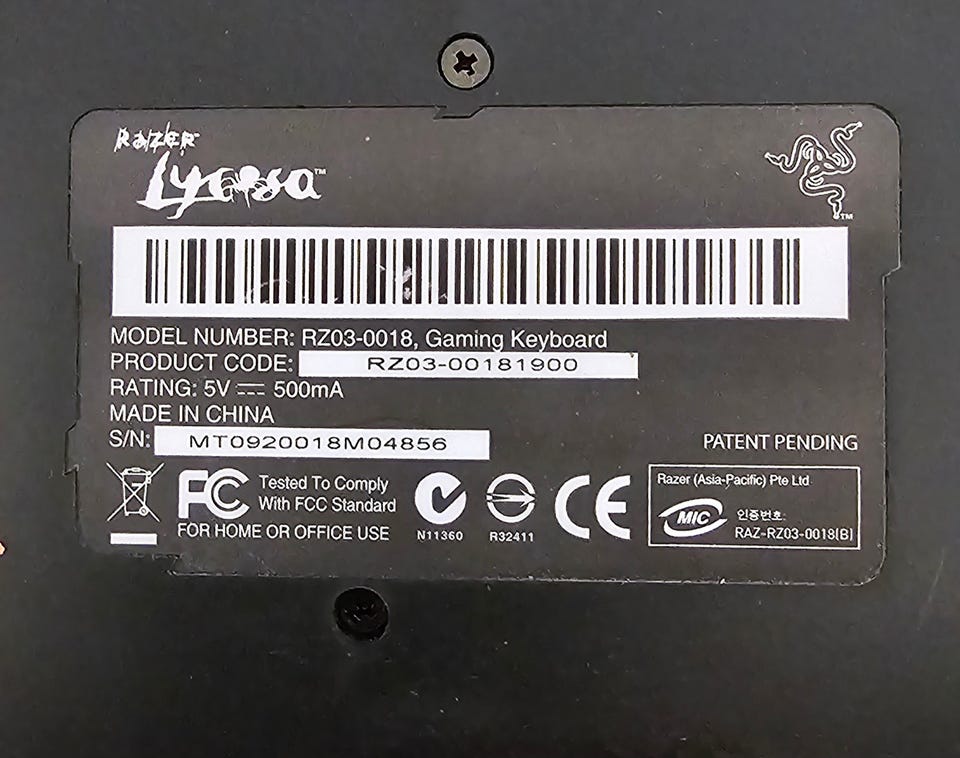 RAZER
Lycosa™
MODEL NUMBER: RZ03-0018, Gaming Keyboard
PRODUCT CODE: RZ03-00181900
RATING: 5V ⎓ 500mA
MADE IN CHINA
S/N: MT0920018M04856
PATENT PENDING
FC Tested To Comply
With FCC Standard
FOR HOME OR OFFICE USE
N11360
R32411
CE
Razer (Asia-Pacific) Pte Ltd
MIC 인증번호:
RAZ-RZ03-0018(B)
TM